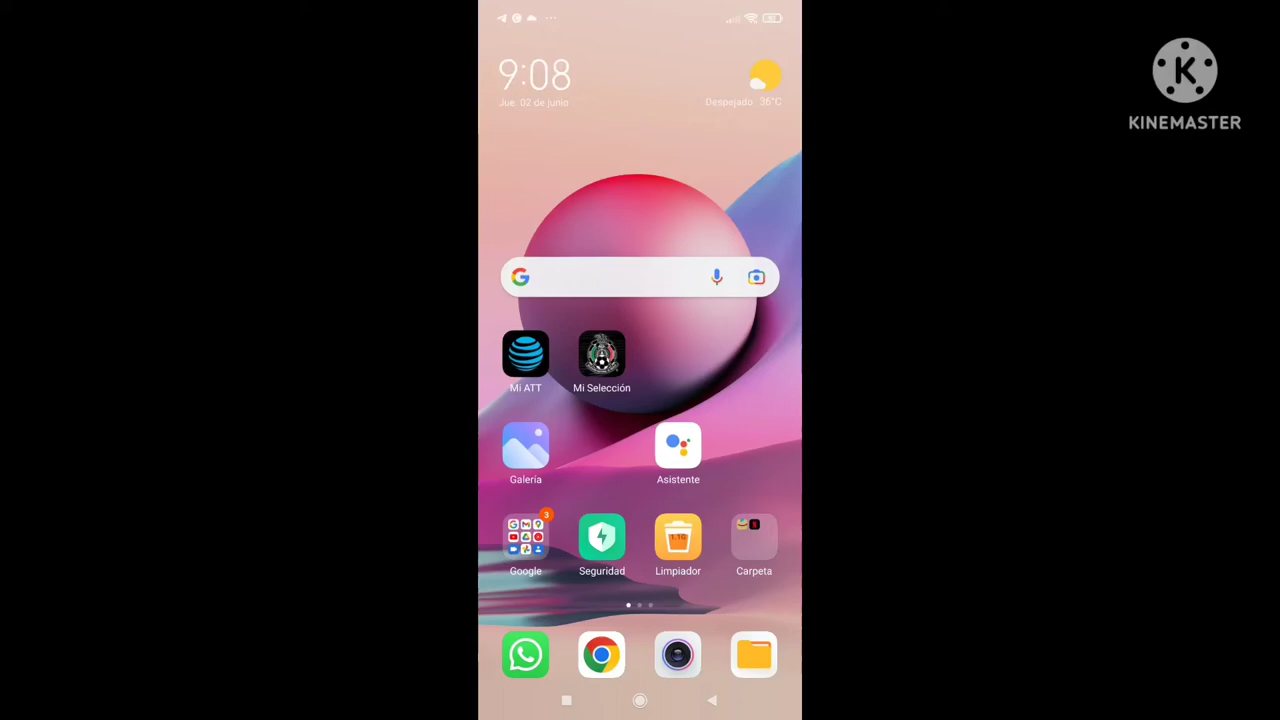 9:08
Jue. 02 de junio
Despejado 36°C
K
KINEMASTER
G
Mi ATT
Mi Selección
Galería
Asistente
3
Google
Seguridad
Limpiador
Carpeta